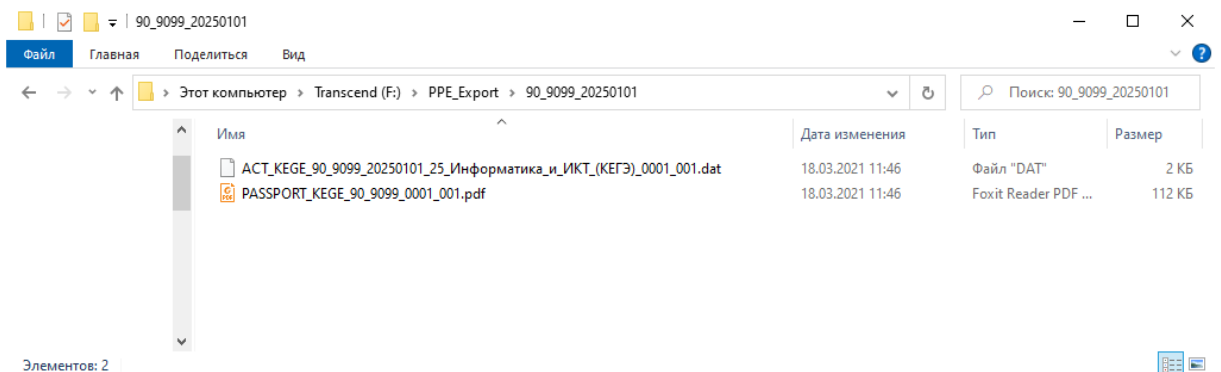 90_9099_20250101
Файл Главная Поделиться Вид
Этот компьютер > Transcend (F:) > PPE_Export > 90_9099_20250101 Поиск: 90_9099_20250101
Имя Дата изменения Тип Размер
ACT_KEGE_90_9099_20250101_25_Информатика_и_ИКТ_(КЕГЭ)_0001_001.dat 18.03.2021 11:46 Файл "DAT" 2 КБ
PASSPORT_KEGE_90_9099_0001_001.pdf 18.03.2021 11:46 Foxit Reader PDF ... 112 КБ
Элементов: 2